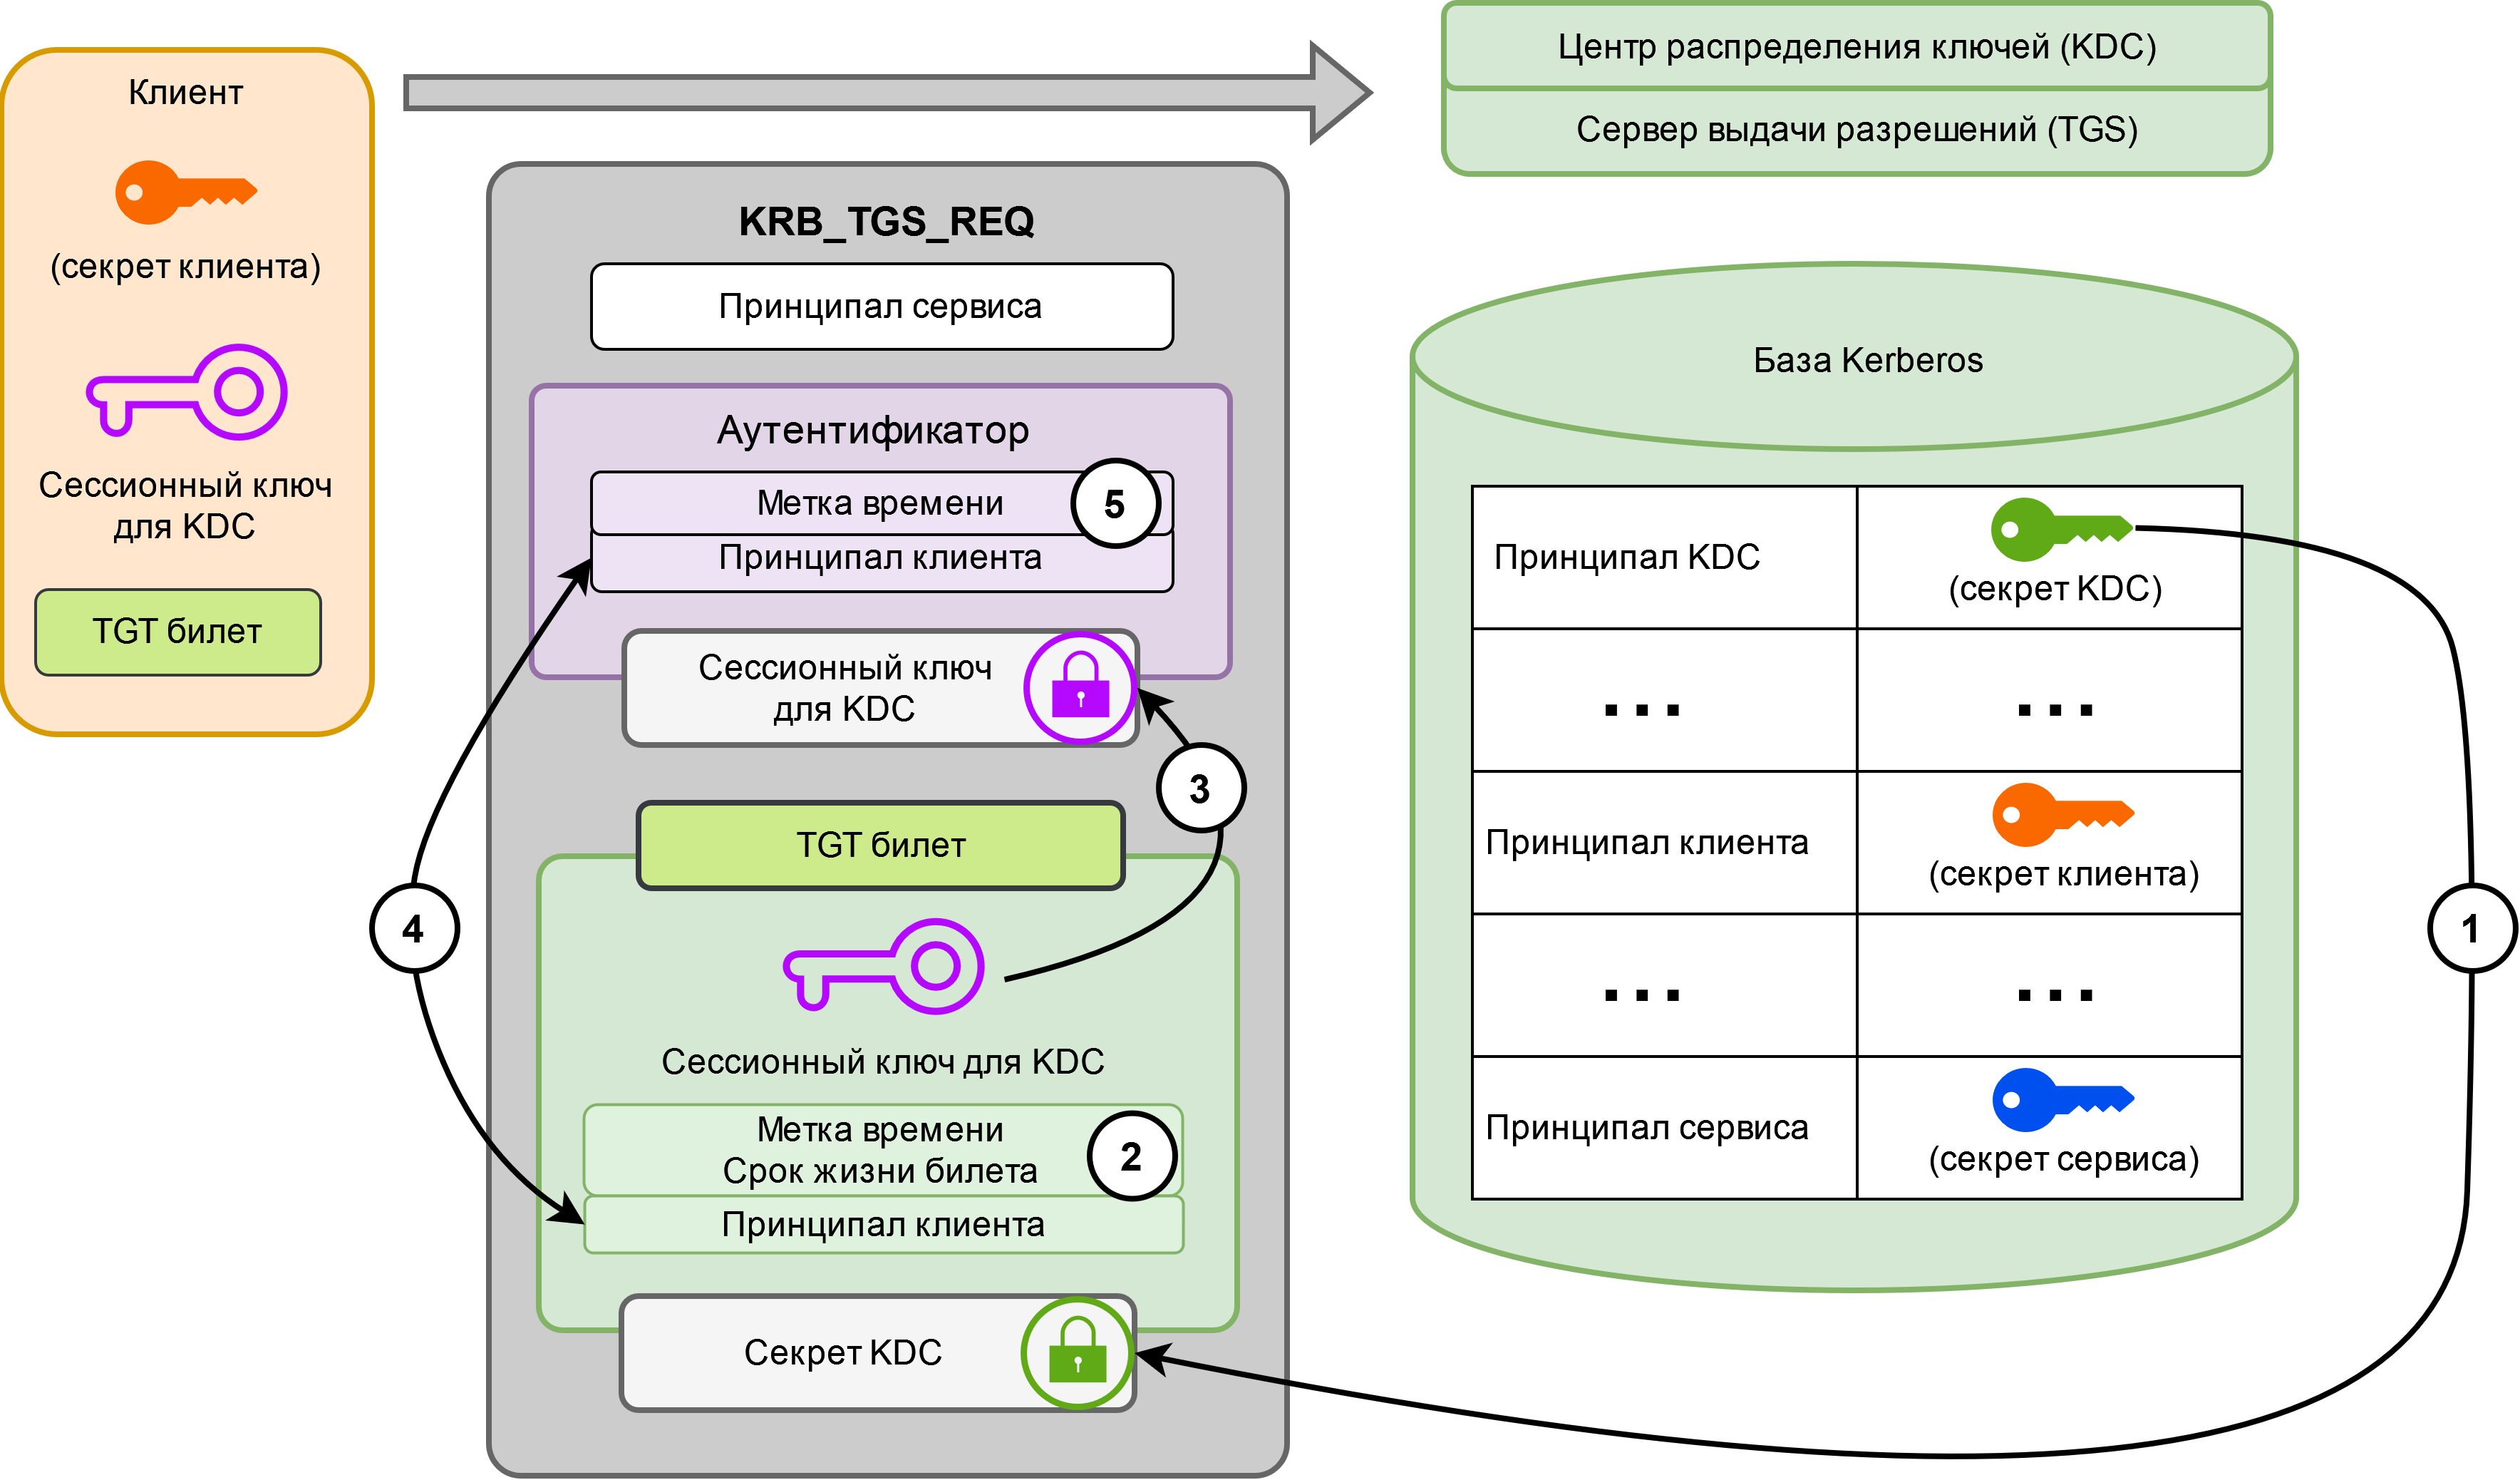 Клиент
(секрет клиента)
Сессионный ключ
для KDC
TGT билет
KRB_TGS_REQ
Принципал сервиса
Аутентификатор
Метка времени
5
Принципал клиента
Сессионный ключ
для KDC
3
TGT билет
4
Сессионный ключ для KDC
Метка времени
Срок жизни билета
2
Принципал клиента
Секрет KDC
Центр распределения ключей (KDC)
Сервер выдачи разрешений (TGS)
База Kerberos
Принципал KDC
(секрет KDC)
... ...
Принципал клиента
(секрет клиента)
... ...
Принципал сервиса
(секрет сервиса)
1